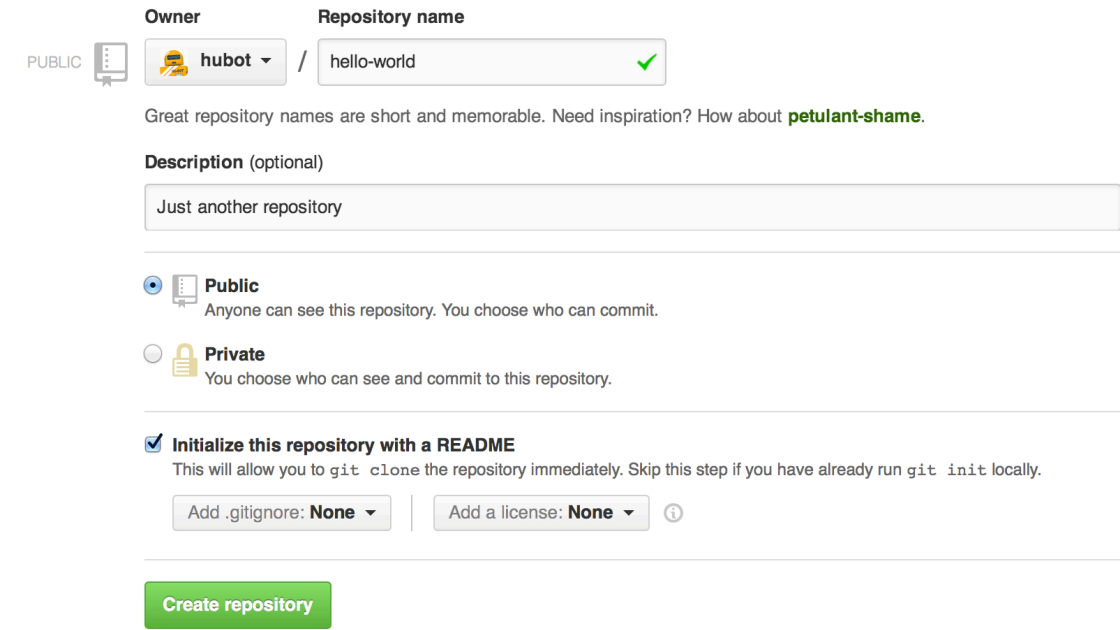 Owner Repository name
PUBLIC hubot / hello-world
Great repository names are short and memorable. Need inspiration? How about petulant-shame.
Description (optional)
Just another repository
Public
Anyone can see this repository. You choose who can commit.
Private
You choose who can see and commit to this repository.
Initialize this repository with a README
This will allow you to git clone the repository immediately. Skip this step if you have already run git init locally.
Add .gitignore: None Add a license: None
Create repository